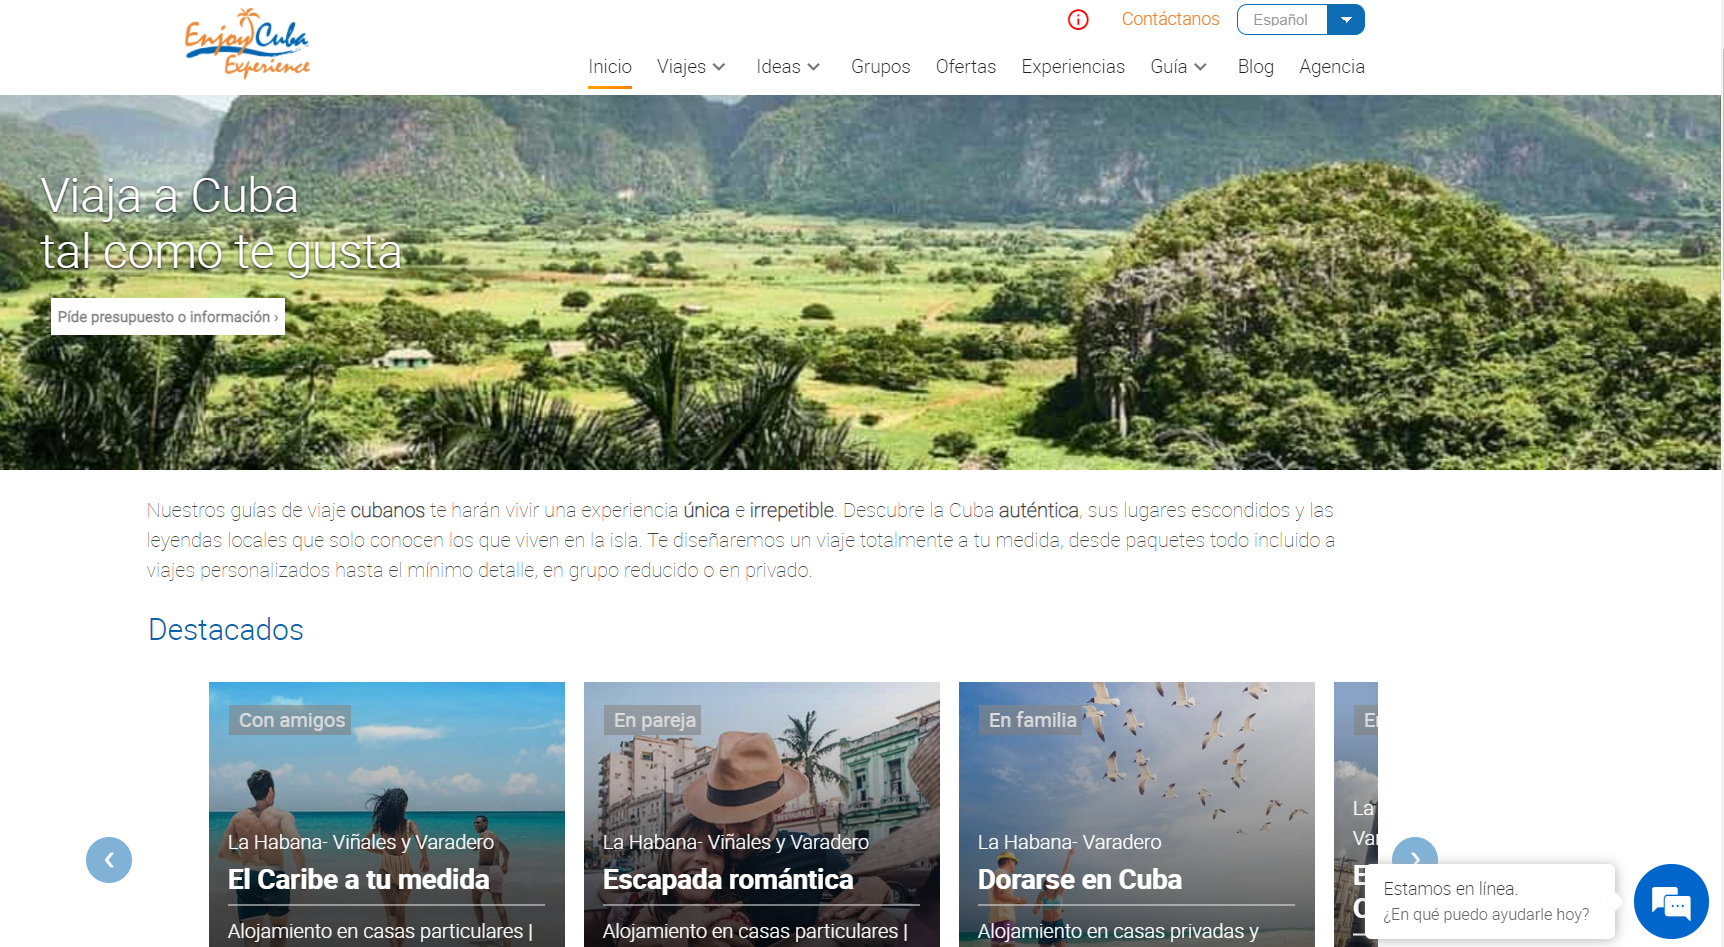 Enjoy Cuba
Experience
Contáctanos
Español
Inicio
Viajes
Ideas
Grupos
Ofertas
Experiencias
Guía
Blog
Agencia
Viaja a Cuba
tal como te gusta
Píde presupuesto o información ›
Nuestros guías de viaje cubanos te harán vivir una experiencia única e irrepetible. Descubre la Cuba auténtica, sus lugares escondidos y las
leyendas locales que solo conocen los que viven en la isla. Te diseñaremos un viaje totalmente a tu medida, desde paquetes todo incluido a
viajes personalizados hasta el mínimo detalle, en grupo reducido o en privado.
Destacados
Con amigos
La Habana- Viñales y Varadero
El Caribe a tu medida
Alojamiento en casas particulares |
En pareja
La Habana- Viñales y Varadero
Escapada romántica
Alojamiento en casas particulares |
En familia
La Habana- Varadero
Dorarse en Cuba
Alojamiento en casas privadas y
La
Estamos en línea.
¿En qué puedo ayudarle hoy?